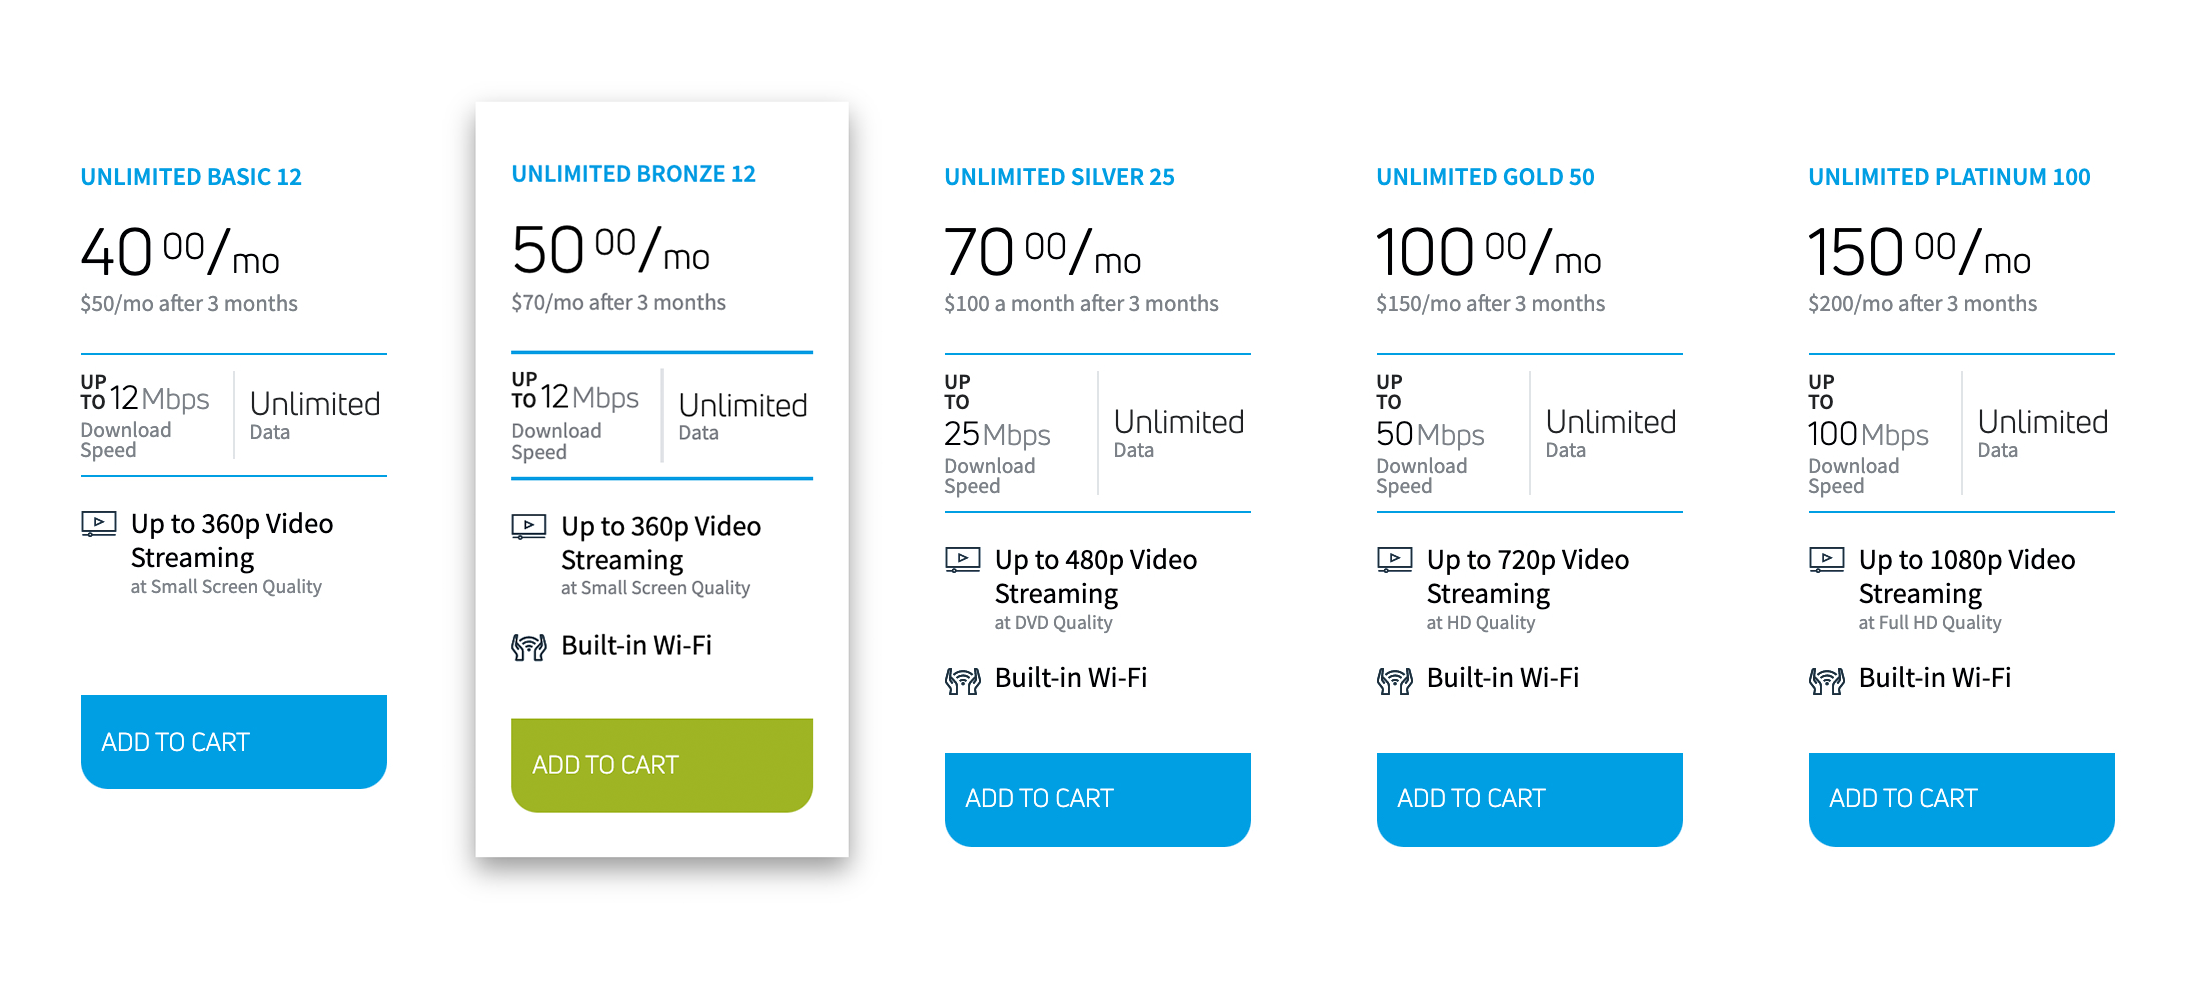 UNLIMITED BASIC 12
40 00/mo
$50/mo after 3 months
UP
TO 12 Mbps
Download
Speed
Unlimited
Data
Up to 360p Video
Streaming
at Small Screen Quality
ADD TO CART
UNLIMITED BRONZE 12
50 00/mo
$70/mo after 3 months
UP
TO 12 Mbps
Download
Speed
Unlimited
Data
Up to 360p Video
Streaming
at Small Screen Quality
Built-in Wi-Fi
ADD TO CART
UNLIMITED SILVER 25
70 00/mo
$100 a month after 3 months
UP
TO
25 Mbps
Download
Speed
Unlimited
Data
Up to 480p Video
Streaming
at DVD Quality
Built-in Wi-Fi
ADD TO CART
UNLIMITED GOLD 50
100 00/mo
$150/mo after 3 months
UP
TO
50 Mbps
Download
Speed
Unlimited
Data
Up to 720p Video
Streaming
at HD Quality
Built-in Wi-Fi
ADD TO CART
UNLIMITED PLATINUM 100
150 00/mo
$200/mo after 3 months
UP
TO
100 Mbps
Download
Speed
Unlimited
Data
Up to 1080p Video
Streaming
at Full HD Quality
Built-in Wi-Fi
ADD TO CART